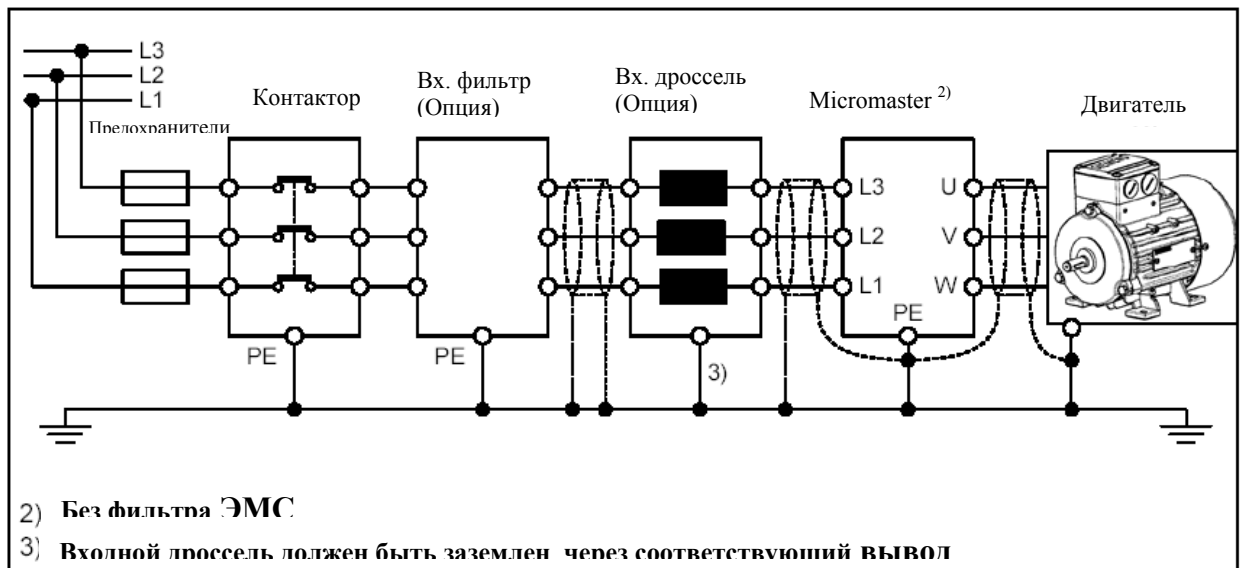 L3
L2
L1
Предохранители
Контактор
Вх. фильтр
(Опция)
Вх. дроссель
(Опция)
Micromaster 2)
Двигатель
L3
L2
L1
U
V
W
PE
PE
PE
3)
2) Без фильтра ЭМС
3) Входной дроссель должен быть заземлен через соответствующий вывод